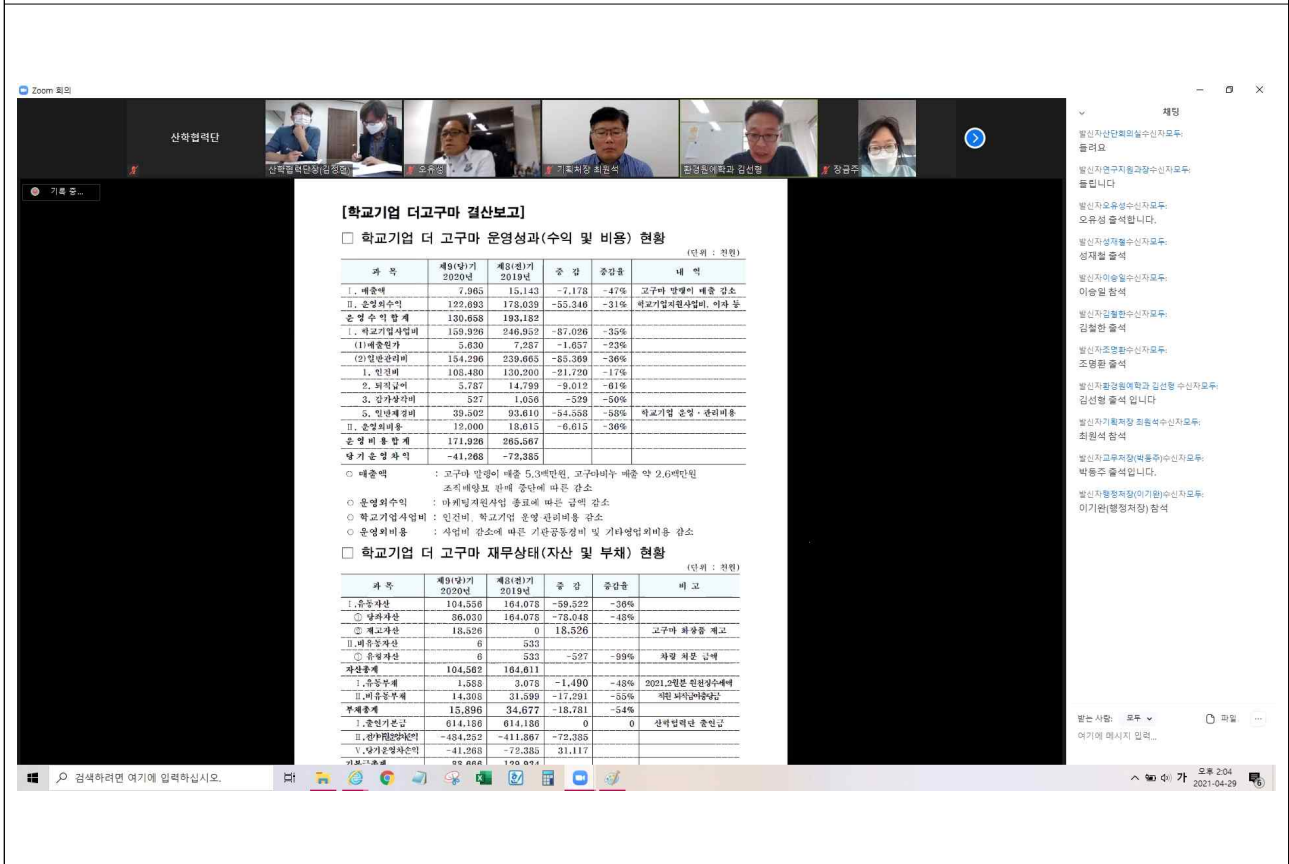 Zoom 회의
산학협력단
산학협력단장(김정현)
오유성
기획처장 최원석
환경원예학과 김선형
장금주
기록 중...
[학교기업 더고구마 결산보고]
□ 학교기업 더 고구마 운영성과(수익 및 비용) 현황
(단위 : 천원)
과 목 제9(당)기 2020년 제8(전)기 2019년 증 감 증감율 내 역
Ⅰ. 매출액 7,965 15,143 -7,178 -47% 고구마 말랭이 매출 감소
Ⅱ. 운영외수익 122,693 178,039 -55,346 -31% 학교기업지원사업비, 이자 등
운영수익합계 130,658 193,182
Ⅰ. 학교기업사업비 159,926 246,952 -87,026 -35%
(1)매출원가 5,630 7,287 -1,657 -23%
(2)일반관리비 154,296 239,665 -85,369 -36%
1. 인건비 108,480 130,200 -21,720 -17%
2. 퇴직급여 5,787 14,799 -9,012 -61%
3. 감가상각비 527 1,056 -529 -50%
5. 일반제경비 39,502 93,610 -54,558 -58% 학교기업 운영·관리비용
Ⅱ. 운영외비용 12,000 18,615 -6,615 -36%
운영비용합계 171,926 265,567
당기운영차익 -41,268 -72,385
○ 매출액 : 고구마 말랭이 매출 5.3백만원, 고구마비누 매출 약 2.6백만원
조직배양묘 판매 중단에 따른 감소
○ 운영외수익 : 마케팅지원사업 종료에 따른 금액 감소
○ 학교기업사업비 : 인건비, 학교기업 운영·관리비용 감소
○ 운영외비용 : 사업비 감소에 따른 기관공통경비 및 기타영업외비용 감소
□ 학교기업 더 고구마 재무상태(자산 및 부채) 현황
(단위 : 천원)
과 목 제9(당)기 2020년 제8(전)기 2019년 증 감 증감율 비 고
Ⅰ.유동자산 104,556 164,078 -59,522 -36%
① 당좌자산 86,030 164,078 -78,048 -48%
② 재고자산 18,526 0 18,526 고구마 화장품 재고
Ⅱ.비유동자산 6 533
① 유형자산 6 533 -527 -99% 차량 처분 금액
자산총계 104,562 164,611
Ⅰ.유동부채 1,588 3,078 -1,490 -48% 2021.2월분 원천징수세액
Ⅱ.비유동부채 14,308 31,599 -17,291 -55% 직원 퇴직급여충당금
부채총계 15,896 34,677 -18,781 -54%
Ⅰ.출연기본금 614,186 614,186 0 0 산학협력단 출연금
-484,252 -411,867 -72,385
Ⅴ.당기운영차손익 -41,268 -72,385 31,117
기본금총계 88,666 129,934
채팅
발신자산단회의실수신자모두:
들려요
발신자연구지원과장수신자모두:
들립니다
발신자오유성수신자모두:
오유성 출석합니다.
발신자성재철수신자모두:
성재철 출석
발신자이승일수신자모두:
이승일 참석
발신자김철한수신자모두:
김철한 출석
발신자조명환수신자모두:
조명환 출석
발신자환경원예학과 김선형 수신자모두:
김선형 출석 입니다
발신자기획처장 최원석수신자모두:
최원석 참석
발신자교무처장(박동주)수신자모두:
박동주 출석입니다.
발신자행정처장(이기완)수신자모두:
이기완(행정처장) 참석
받는 사람: 모두
파일
여기에 메시지 입력...
검색하려면 여기에 입력하십시오.
가
오후 2:04
2021-04-29
6